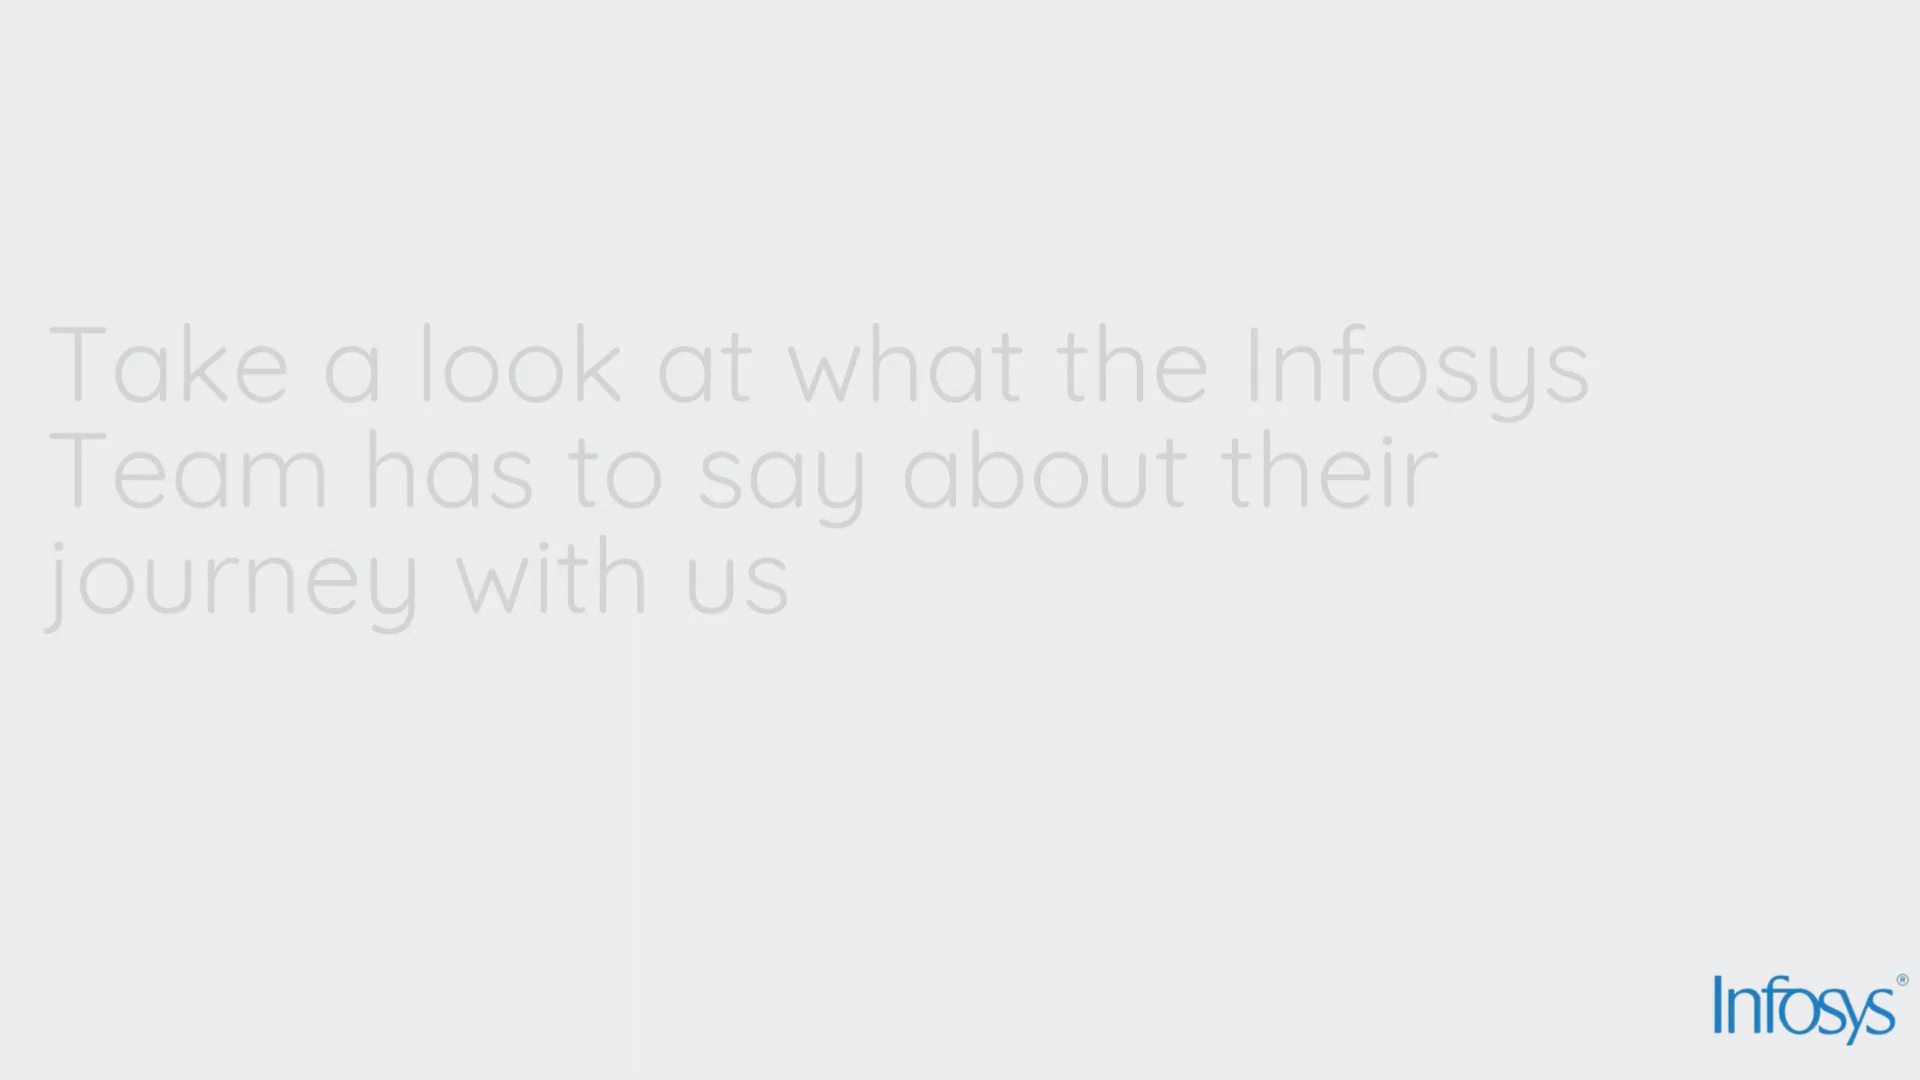 Take a look at what the Infosys
Team has to say about their
journey with us
Infosys®